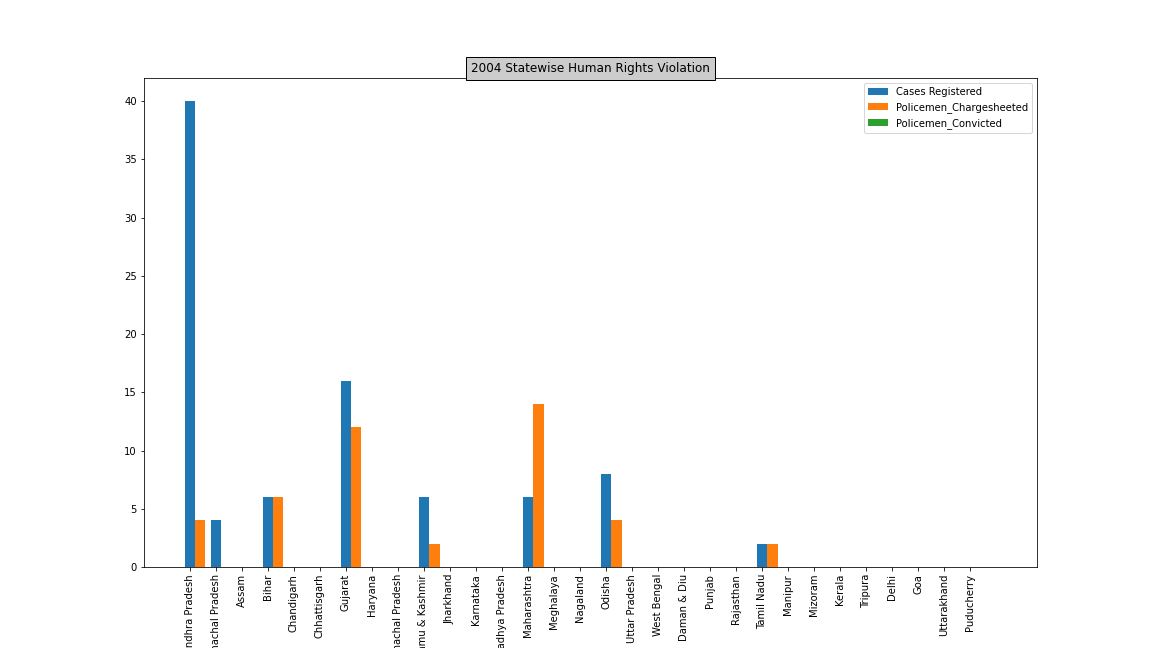 2004 Statewise Human Rights Violation
Cases Registered
Policemen_Chargesheeted
Policemen_Convicted
40
35
30
25
20
15
10
5
0
ndhra Pradesh
nachal Pradesh
Assam
Bihar
Chandigarh
Chhattisgarh
Gujarat
Haryana
nachal Pradesh
mu & Kashmir
Jharkhand
Karnataka
adhya Pradesh
Maharashtra
Meghalaya
Nagaland
Odisha
Uttar Pradesh
West Bengal
Daman & Diu
Punjab
Rajasthan
Tamil Nadu
Manipur
Mizoram
Kerala
Tripura
Delhi
Goa
Uttarakhand
Puducherry